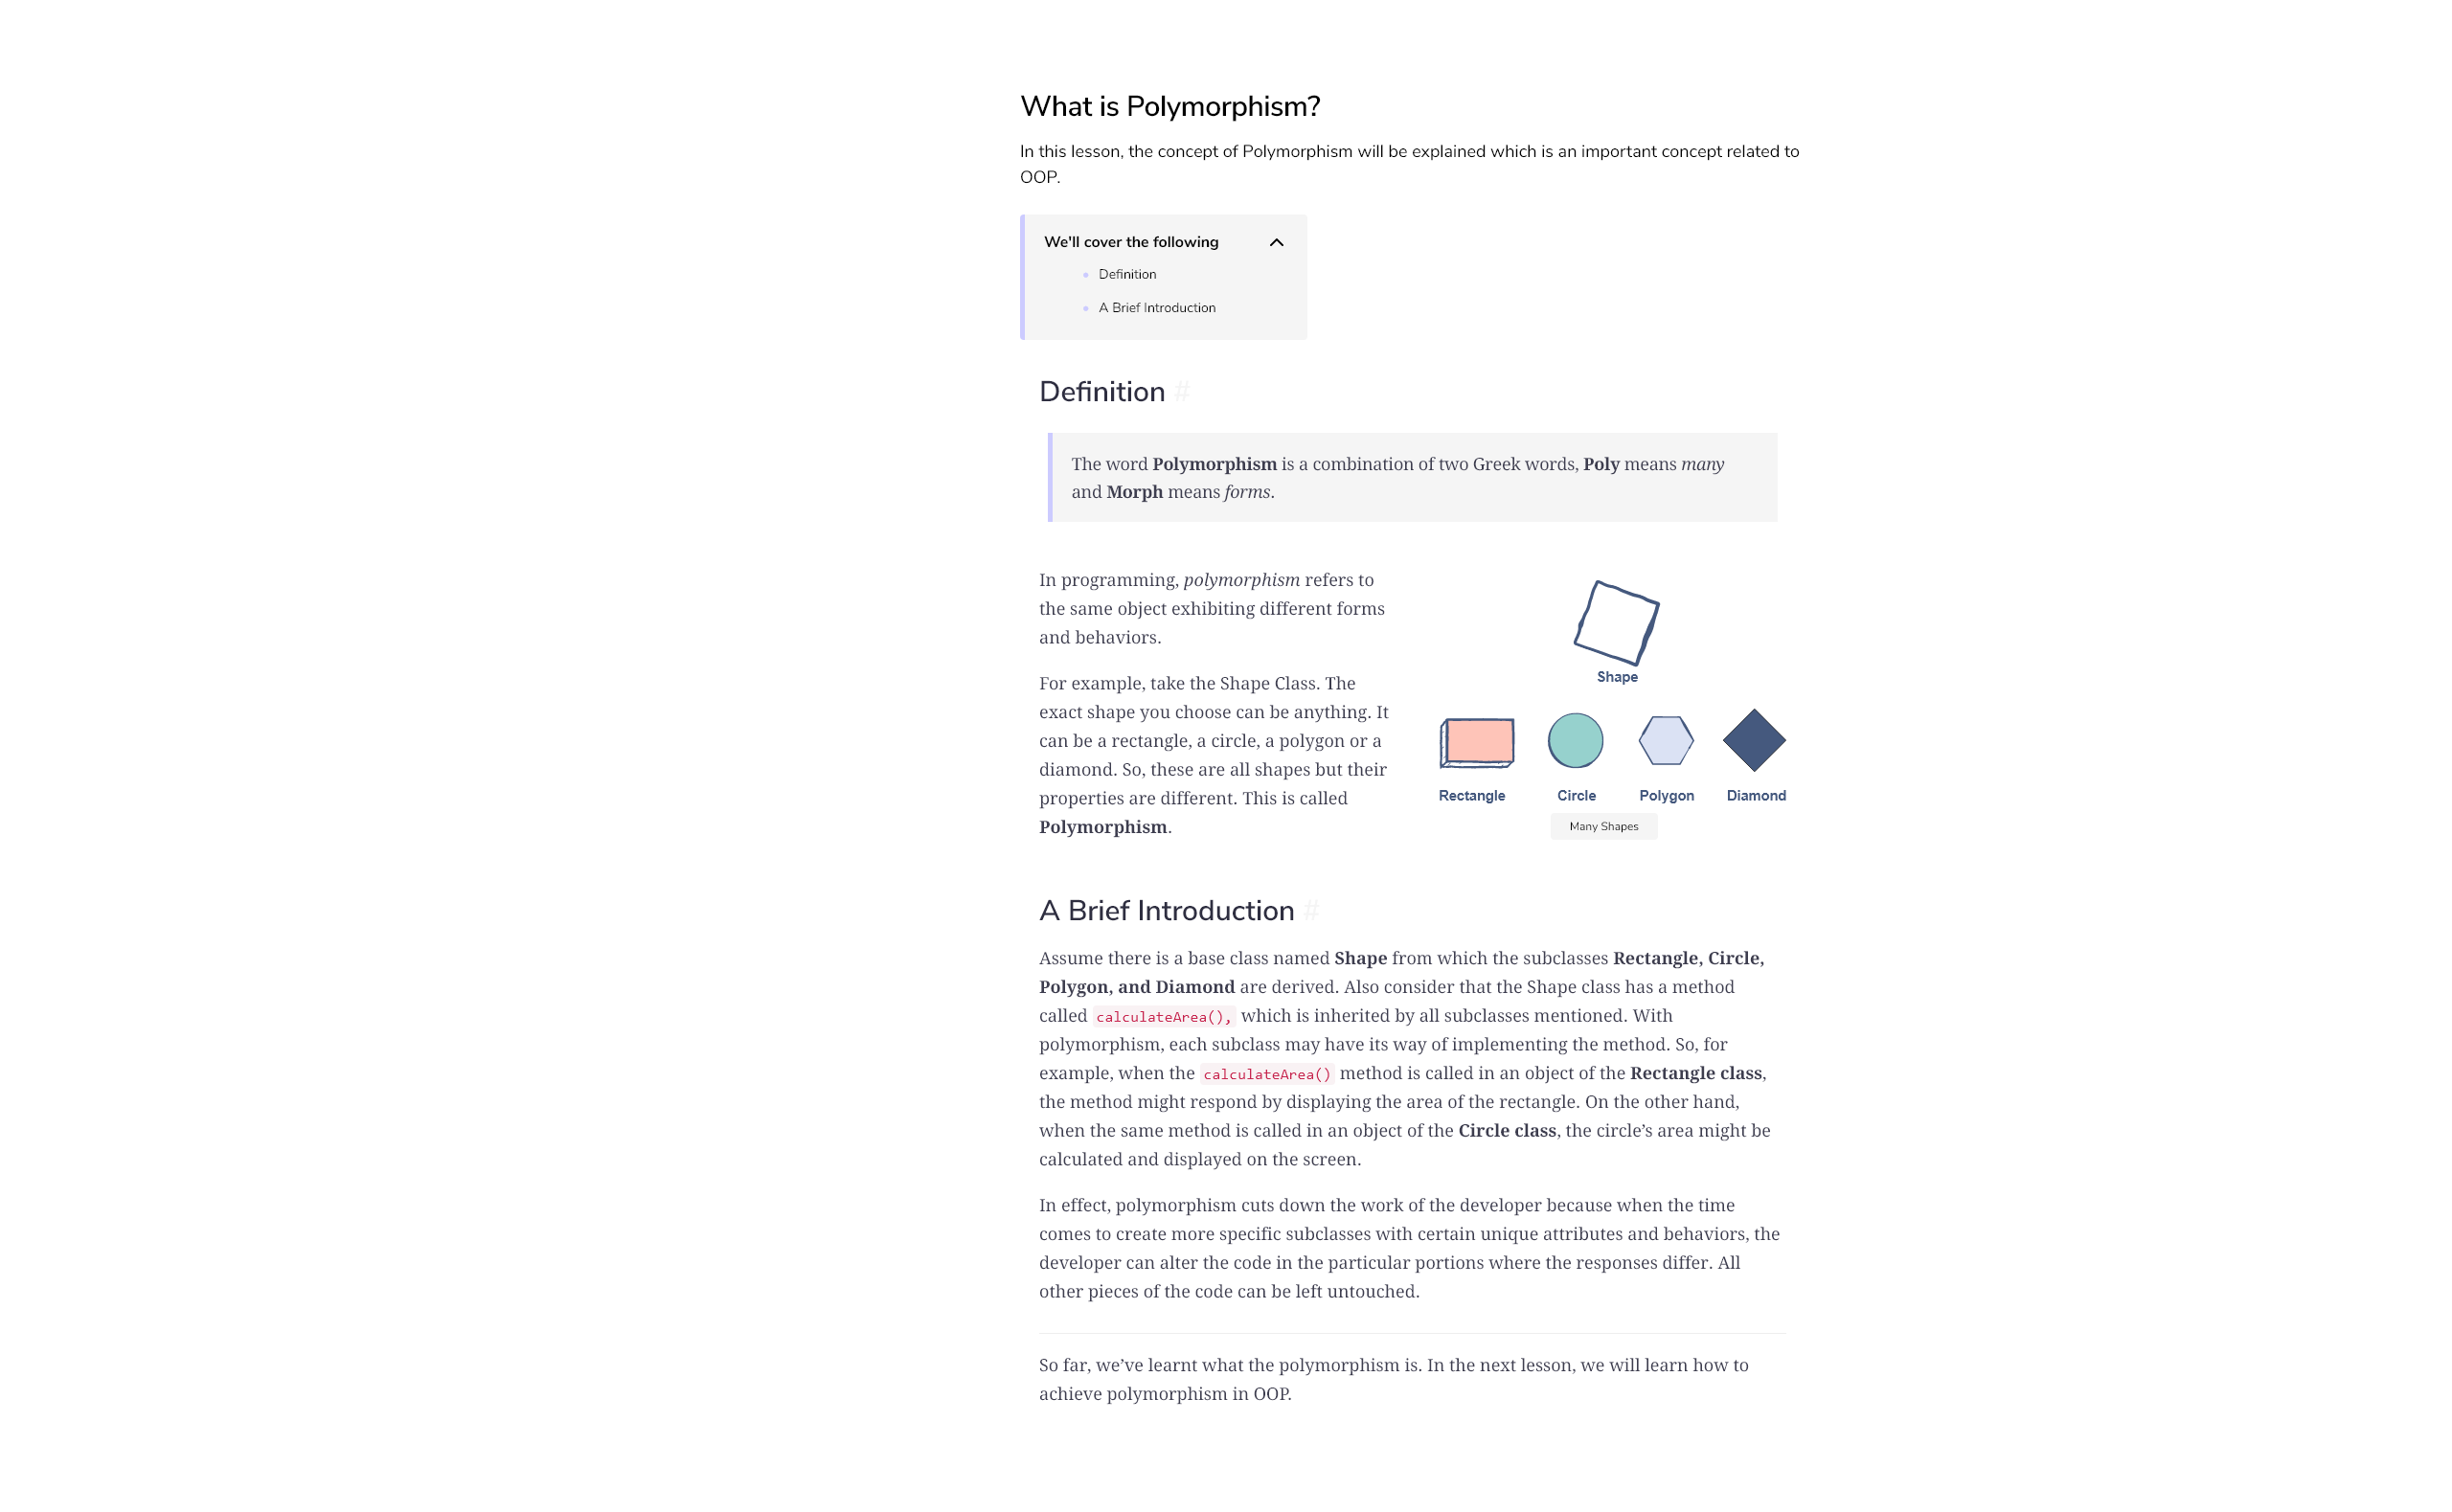 What is Polymorphism?
In this lesson, the concept of Polymorphism will be explained which is an important concept related to
OOP.
We'll cover the following
Definition
A Brief Introduction
Definition #
The word Polymorphism is a combination of two Greek words, Poly means many
and Morph means forms.
In programming, polymorphism refers to
the same object exhibiting different forms
and behaviors.
For example, take the Shape Class. The
exact shape you choose can be anything. It
can be a rectangle, a circle, a polygon or a
diamond. So, these are all shapes but their
properties are different. This is called
Polymorphism.
Shape
Rectangle Circle Polygon Diamond
Many Shapes
A Brief Introduction #
Assume there is a base class named Shape from which the subclasses Rectangle, Circle,
Polygon, and Diamond are derived. Also consider that the Shape class has a method
called calculateArea(), which is inherited by all subclasses mentioned. With
polymorphism, each subclass may have its way of implementing the method. So, for
example, when the calculateArea() method is called in an object of the Rectangle class,
the method might respond by displaying the area of the rectangle. On the other hand,
when the same method is called in an object of the Circle class, the circle’s area might be
calculated and displayed on the screen.
In effect, polymorphism cuts down the work of the developer because when the time
comes to create more specific subclasses with certain unique attributes and behaviors, the
developer can alter the code in the particular portions where the responses differ. All
other pieces of the code can be left untouched.
So far, we’ve learnt what the polymorphism is. In the next lesson, we will learn how to
achieve polymorphism in OOP.